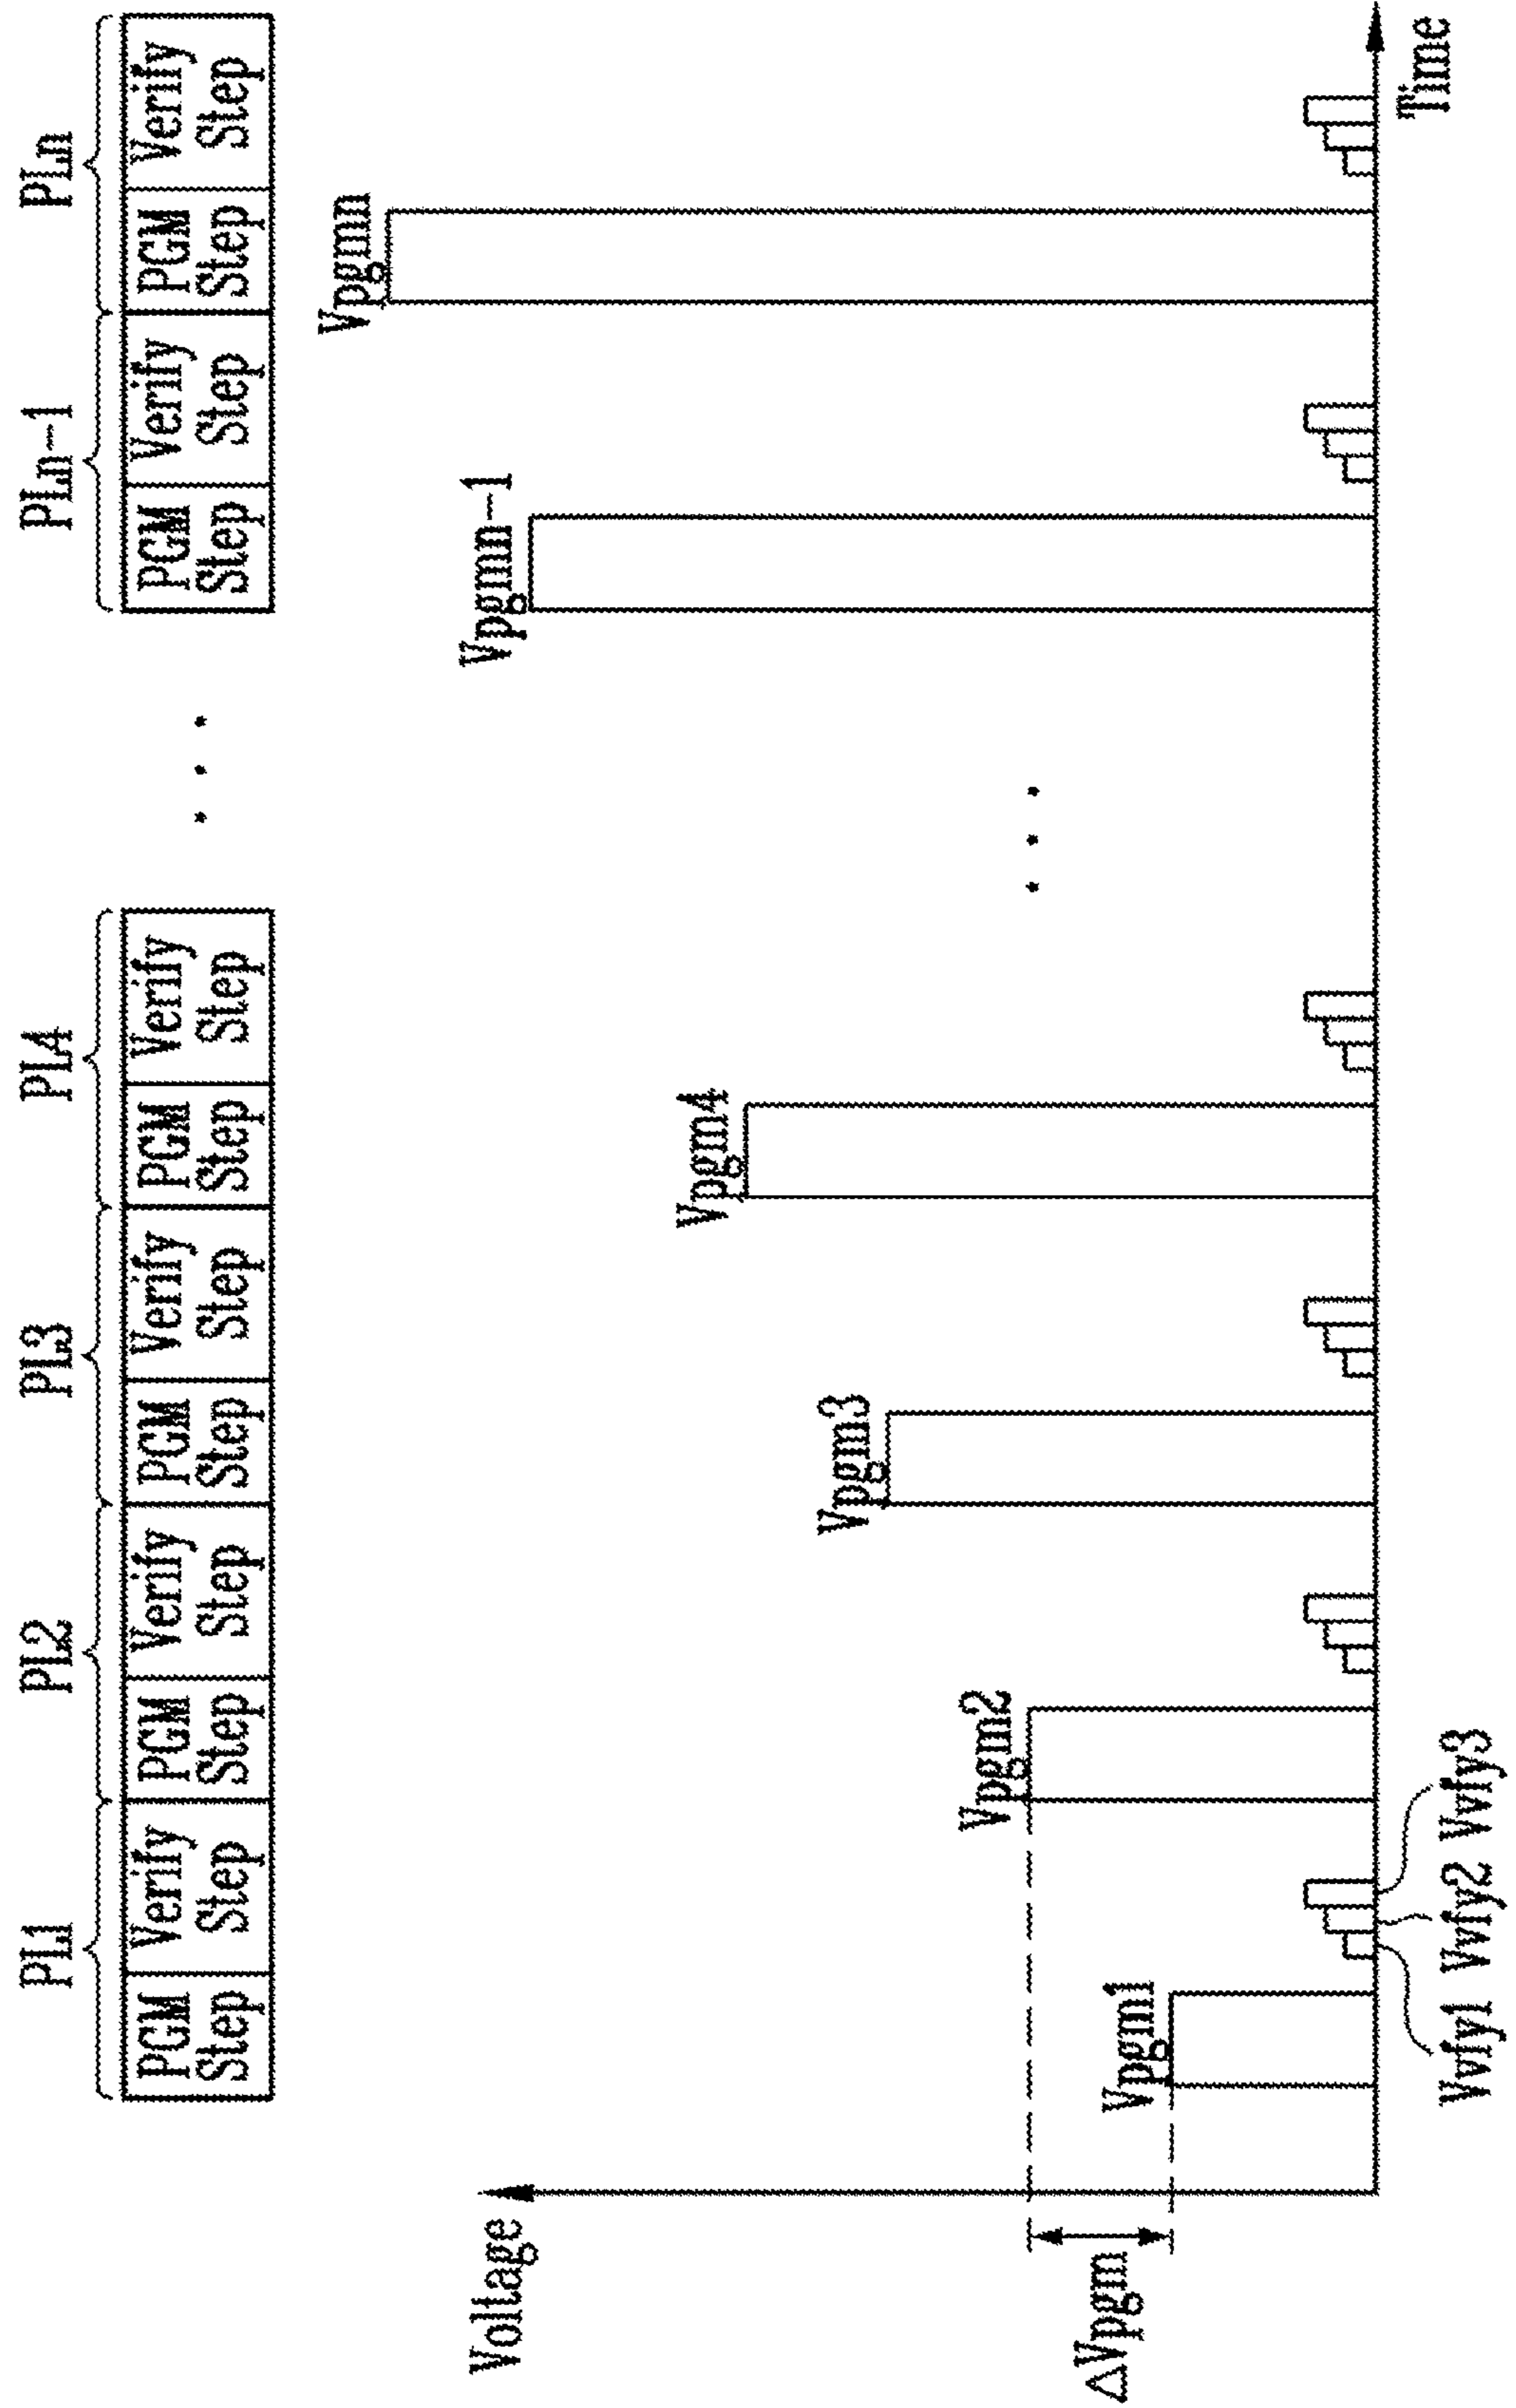 PL1 PL2 PL3 PL4 PLn-1 PLn
PGM Verify PGM Verify PGM Verify PGM Verify PGM Verify PGM Verify
Step Step Step Step Step Step Step Step • • • Step Step Step Step
Vpgmn
Voltage
Vpgmn-1
Vpgm4
Vpgm3
Vpgm2
• • •
△Vpgm
Vpgm1
Time
Vvfy1 Vvfy2 Vvfy3